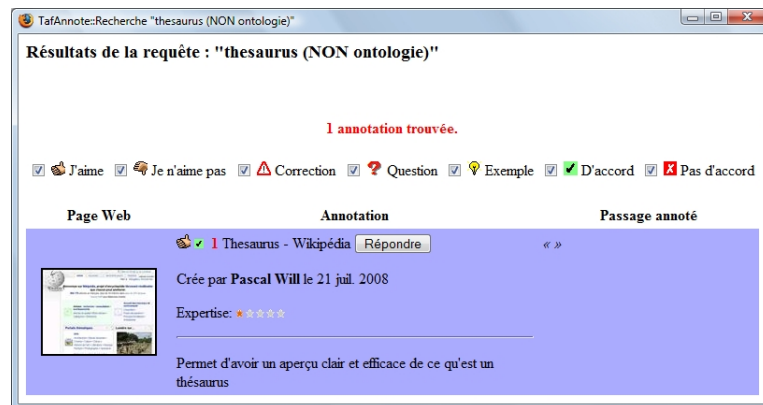 TafAnnote::Recherche "thesaurus (NON ontologie)"
Résultats de la requête : "thesaurus (NON ontologie)"
1 annotation trouvée.
J'aime Je n'aime pas Correction Question Exemple D'accord Pas d'accord
Page Web Annotation Passage annoté
1 Thesaurus - Wikipédia Répondre « »
Crée par Pascal Will le 21 juil. 2008
Expertise:
Permet d'avoir un aperçu clair et efficace de ce qu'est un
thésaurus